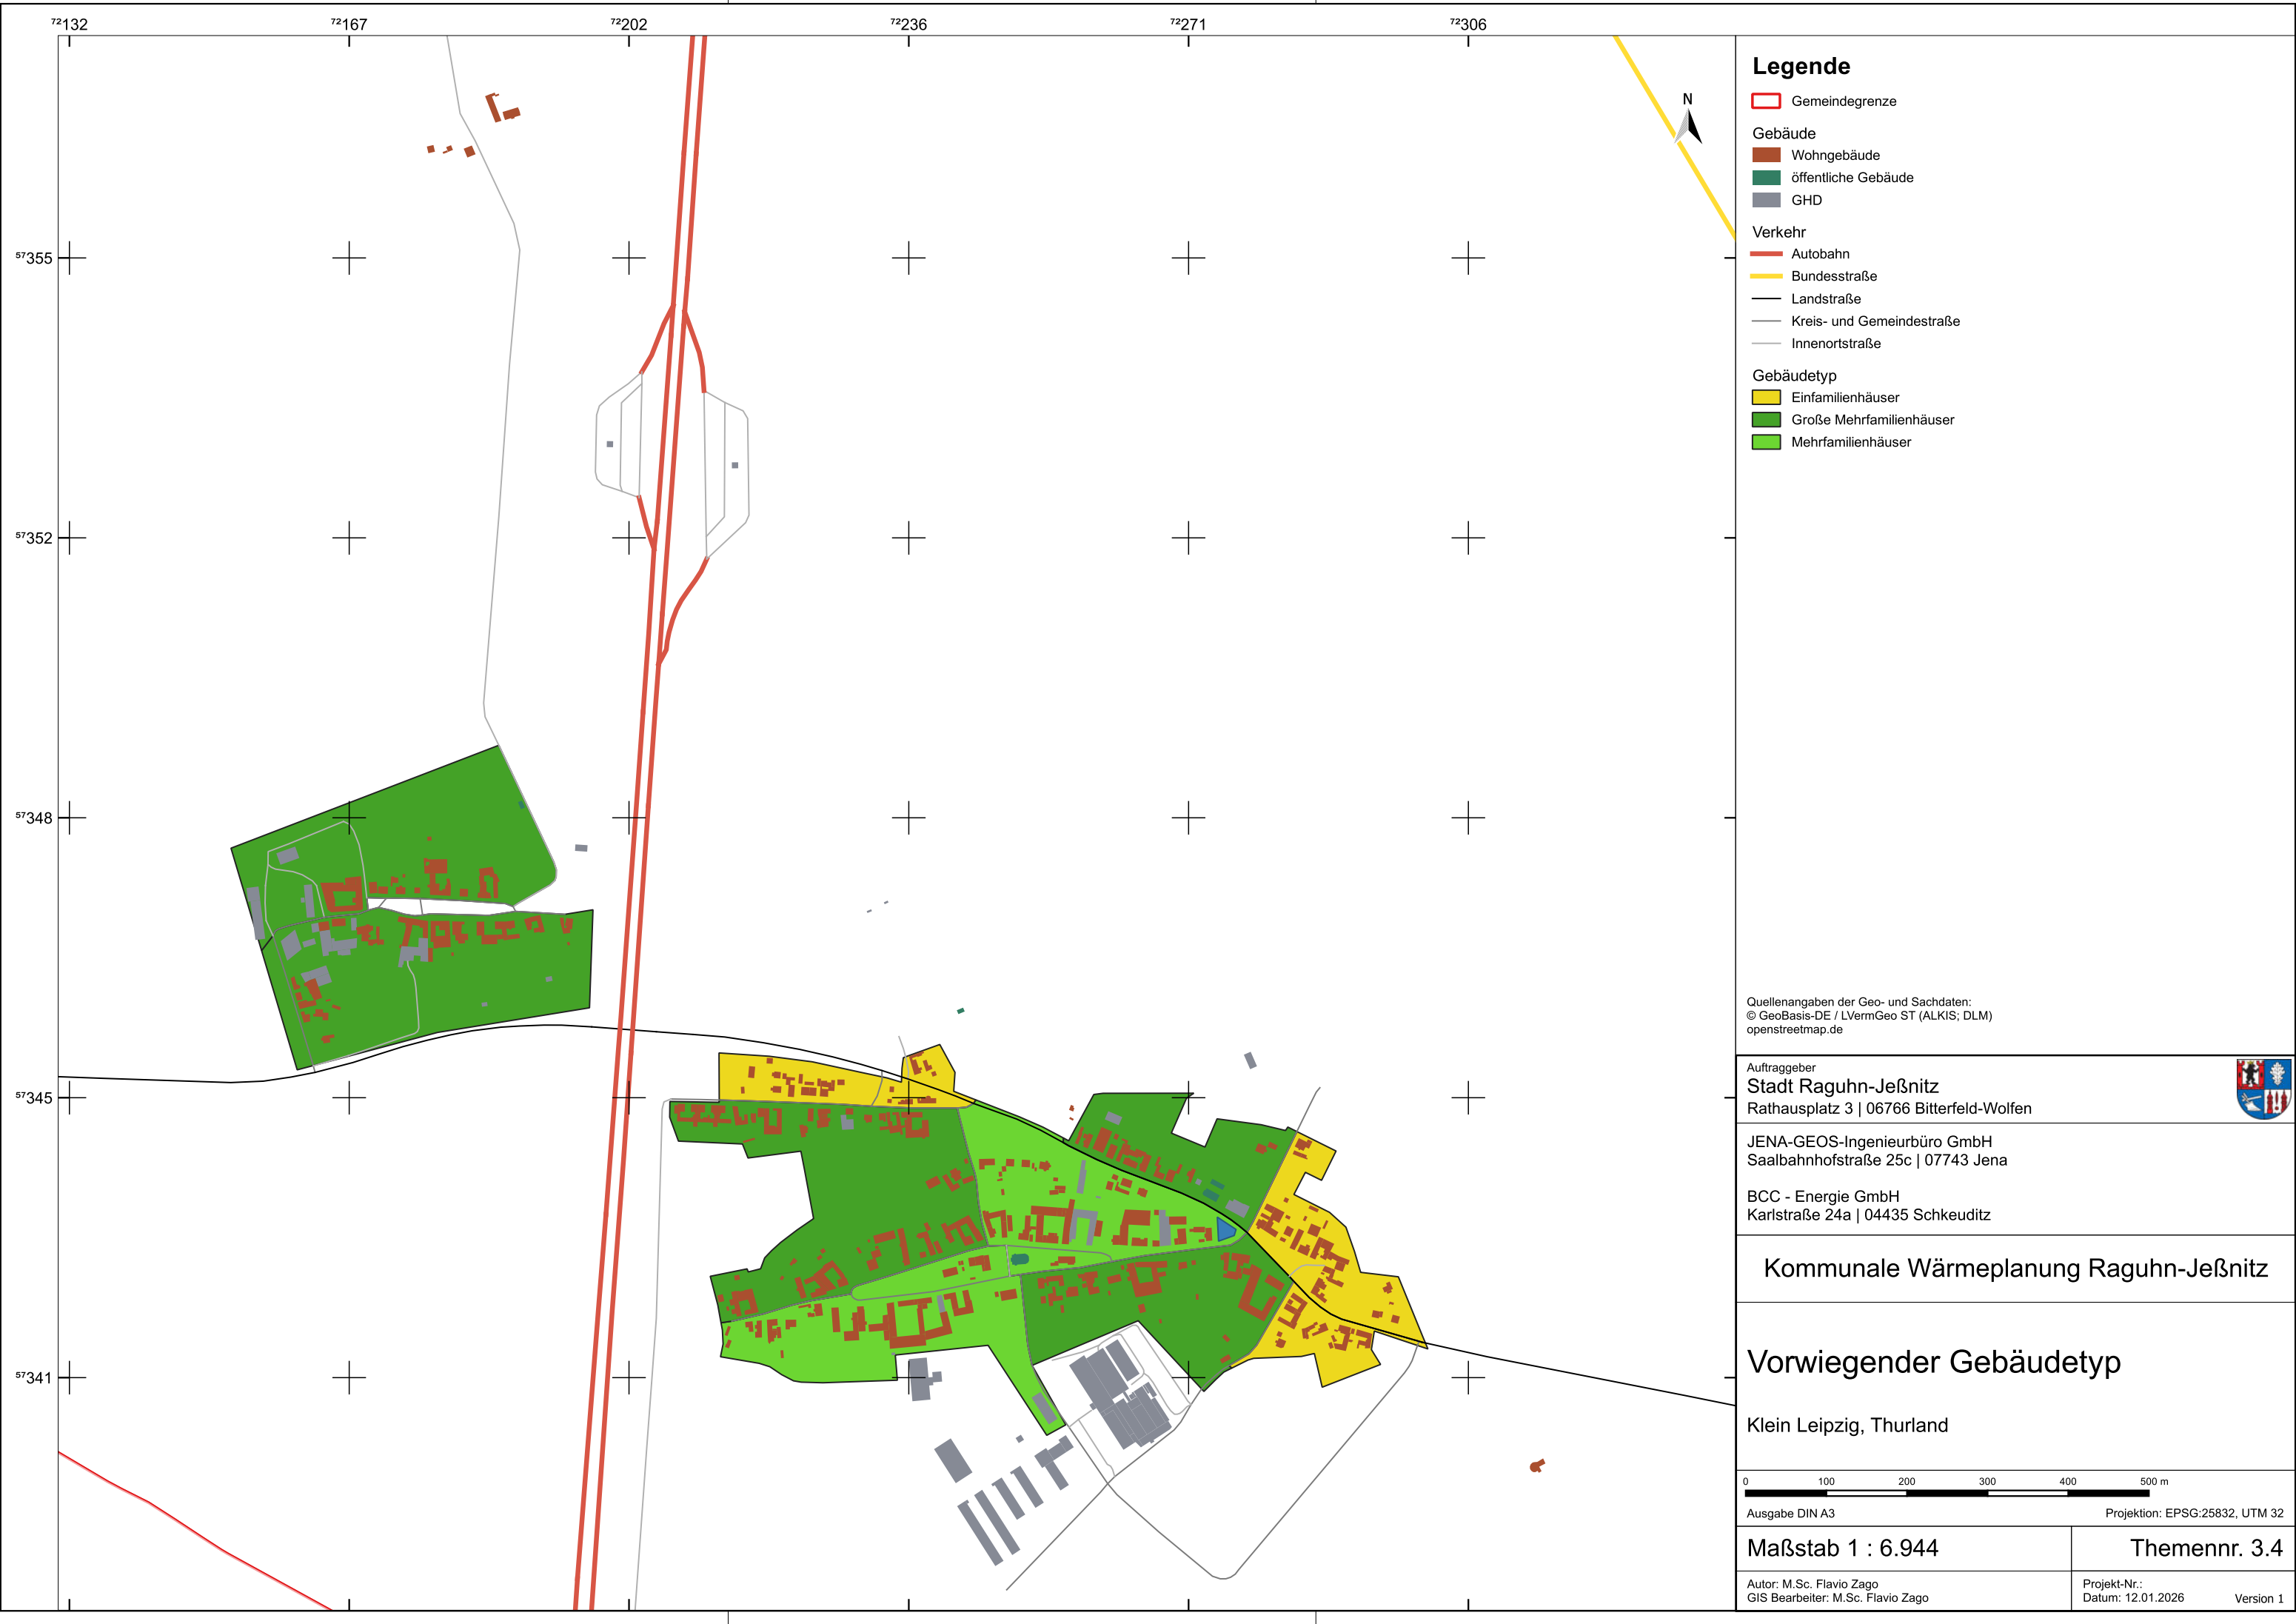 ⁷²132 ⁷²167 ⁷²202 ⁷²236 ⁷²271 ⁷²306
⁵⁷355
⁵⁷352
⁵⁷348
⁵⁷345
⁵⁷341
N
Legende
Gemeindegrenze
Gebäude
Wohngebäude
öffentliche Gebäude
GHD
Verkehr
Autobahn
Bundesstraße
Landstraße
Kreis- und Gemeindestraße
Innenortstraße
Gebäudetyp
Einfamilienhäuser
Große Mehrfamilienhäuser
Mehrfamilienhäuser
Quellenangaben der Geo- und Sachdaten:
© GeoBasis-DE / LVermGeo ST (ALKIS; DLM)
openstreetmap.de
Auftraggeber
Stadt Raguhn-Jeßnitz
Rathausplatz 3 | 06766 Bitterfeld-Wolfen
JENA-GEOS-Ingenieurbüro GmbH
Saalbahnhofstraße 25c | 07743 Jena
BCC - Energie GmbH
Karlstraße 24a | 04435 Schkeuditz
Kommunale Wärmeplanung Raguhn-Jeßnitz
Vorwiegender Gebäudetyp
Klein Leipzig, Thurland
0 100 200 300 400 500 m
Ausgabe DIN A3 Projektion: EPSG:25832, UTM 32
Maßstab 1 : 6.944 Themennr. 3.4
Autor: M.Sc. Flavio Zago Projekt-Nr.:
GIS Bearbeiter: M.Sc. Flavio Zago Datum: 12.01.2026 Version 1